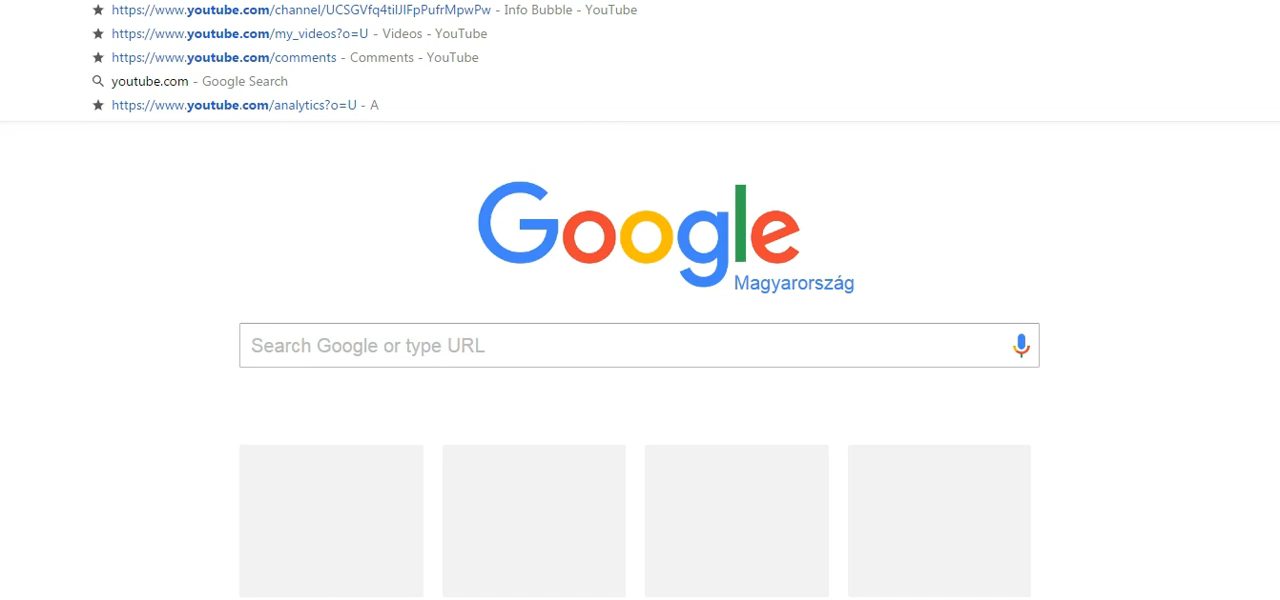 https://www.youtube.com/channel/UCSGVfq4tiIJlFpPufrMpwPw - Info Bubble - YouTube
https://www.youtube.com/my_videos?o=U - Videos - YouTube
https://www.youtube.com/comments - Comments - YouTube
youtube.com - Google Search
https://www.youtube.com/analytics?o=U - A
Google
Magyarország
Search Google or type URL